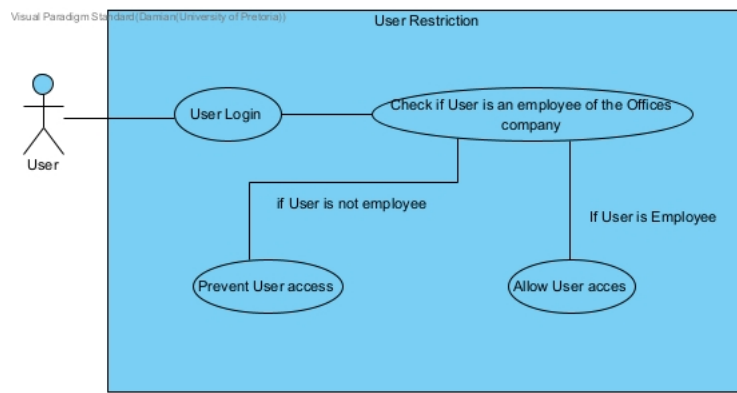 Visual Paradigm Standard(Damian(University of Pretoria))
User Restriction
User Login
Check if User is an employee of the Offices
company
User
if User is not employee
If User is Employee
Prevent User access
Allow User acces